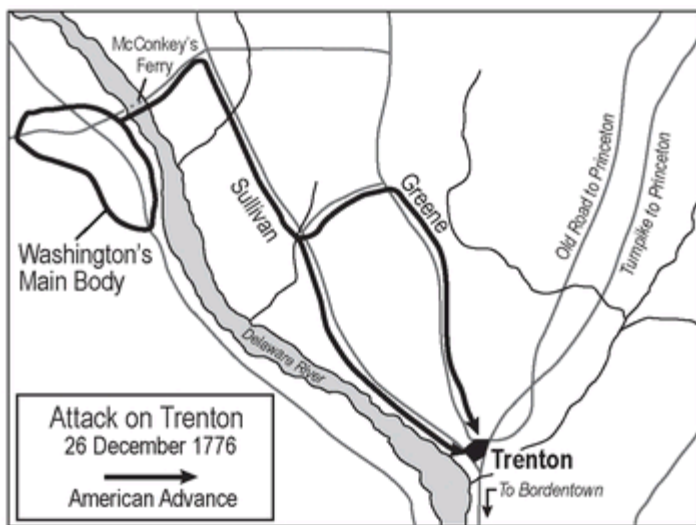 McConkey's
Ferry
Sullivan
Greene
Old Road to Princeton
Turnpike to Princeton
Washington's
Main Body
Delaware River
Attack on Trenton
26 December 1776
American Advance
Trenton
To Bordentown